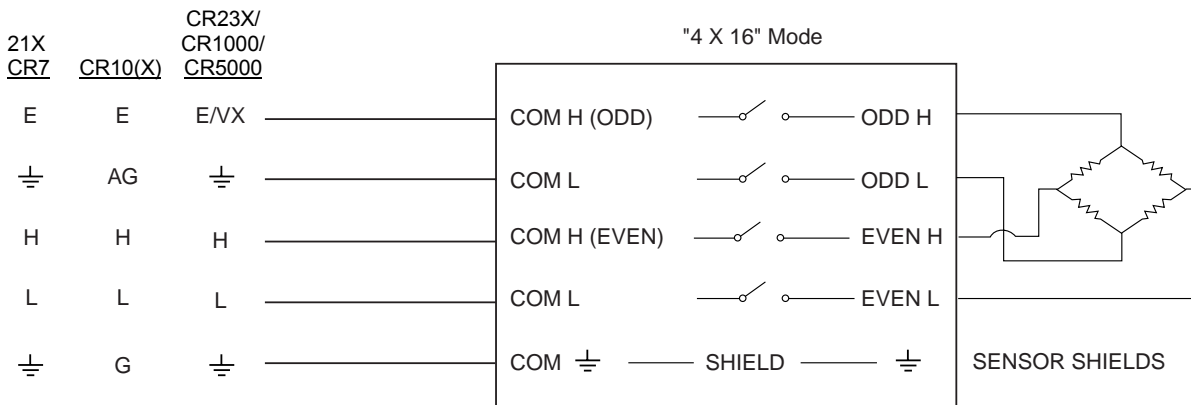 21X
CR7
CR10(X)
CR23X/
CR1000/
CR5000
"4 X 16" Mode
E E E/VX COM H (ODD) ODD H
AG COM L ODD L
H H H COM H (EVEN) EVEN H
L L L COM L EVEN L
G COM SHIELD SENSOR SHIELDS